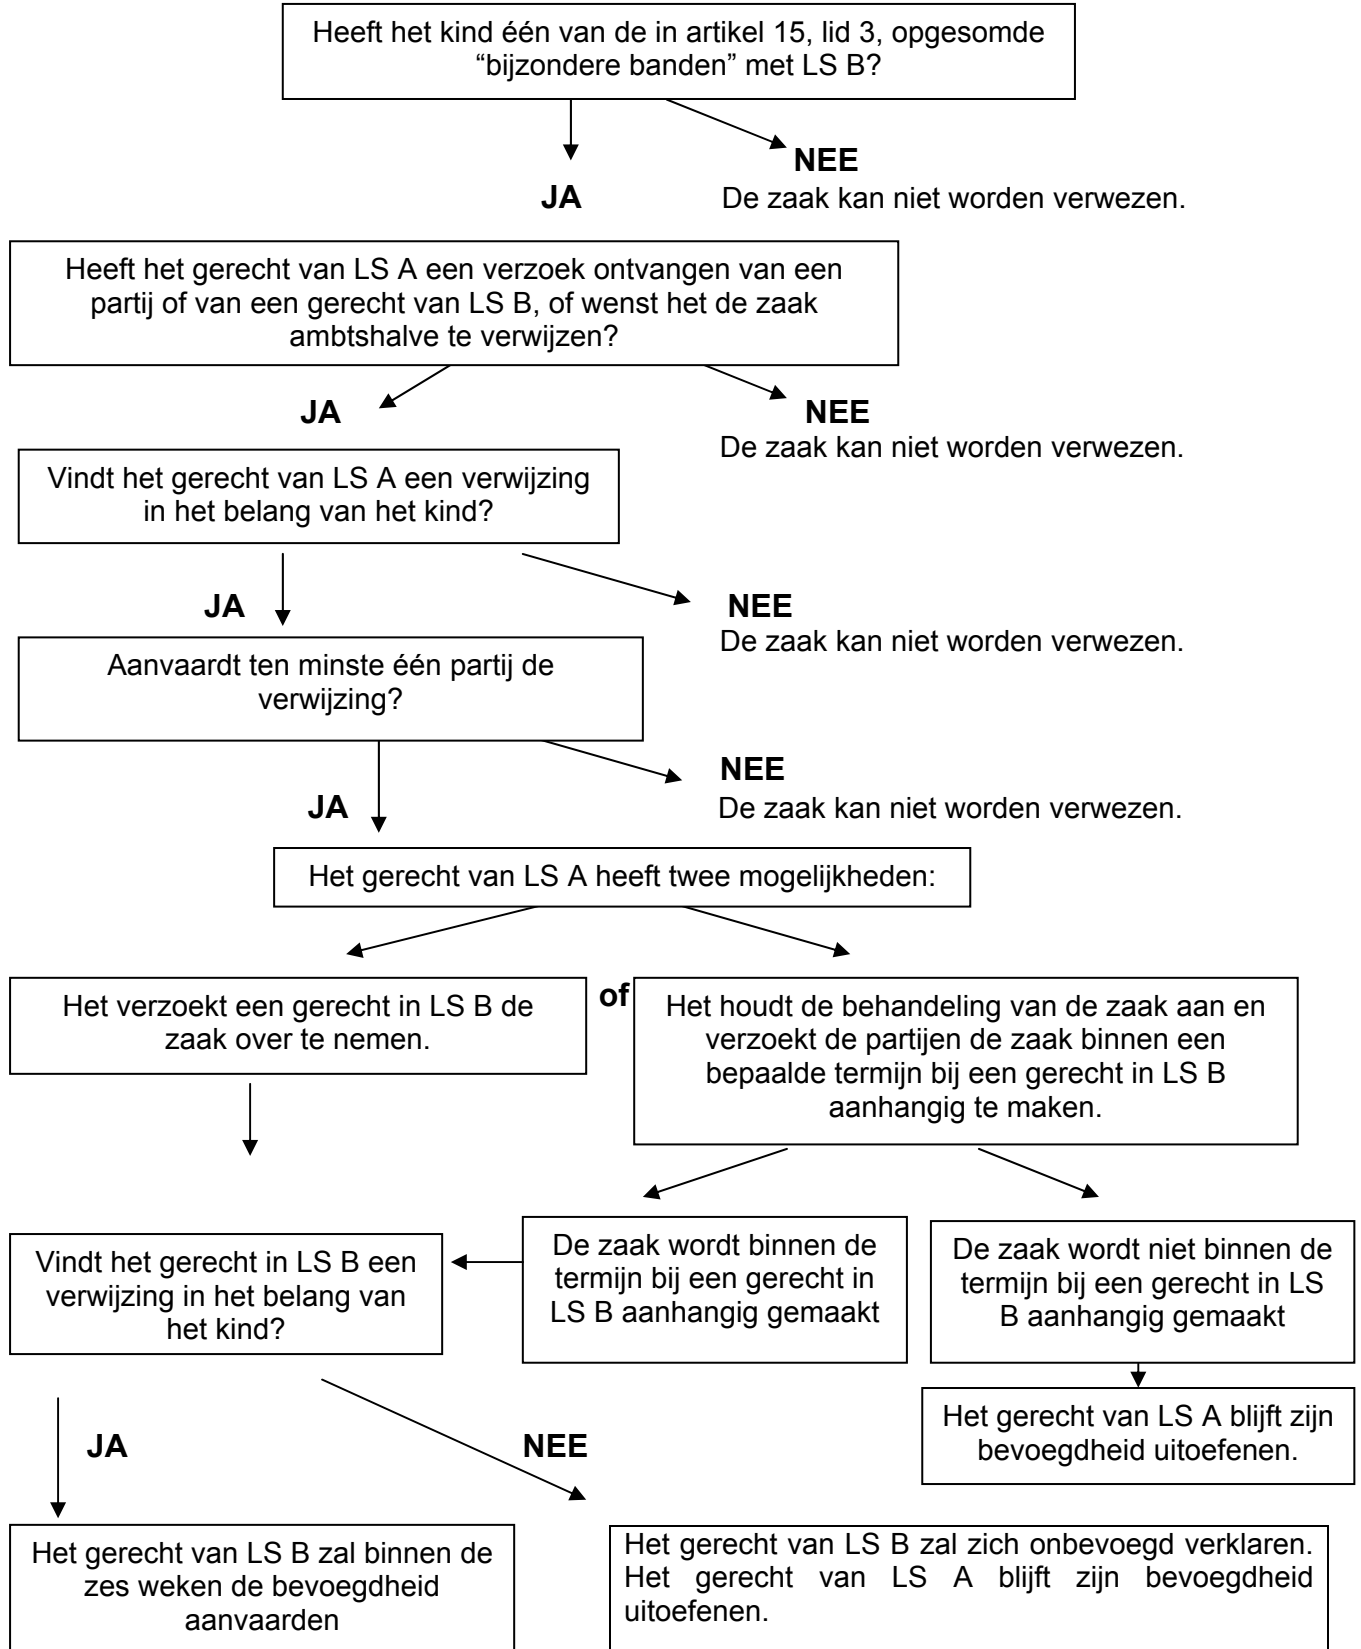 Heeft het kind één van de in artikel 15, lid 3, opgesomde
“bijzondere banden” met LS B?
NEE
JA
De zaak kan niet worden verwezen.
Heeft het gerecht van LS A een verzoek ontvangen van een
partij of van een gerecht van LS B, of wenst het de zaak
ambtshalve te verwijzen?
JA
NEE
De zaak kan niet worden verwezen.
Vindt het gerecht van LS A een verwijzing
in het belang van het kind?
JA
NEE
De zaak kan niet worden verwezen.
Aanvaardt ten minste één partij de
verwijzing?
NEE
JA
De zaak kan niet worden verwezen.
Het gerecht van LS A heeft twee mogelijkheden:
Het verzoekt een gerecht in LS B de
zaak over te nemen.
of
Het houdt de behandeling van de zaak aan en
verzoekt de partijen de zaak binnen een
bepaalde termijn bij een gerecht in LS B
aanhangig te maken.
Vindt het gerecht in LS B een
verwijzing in het belang van
het kind?
De zaak wordt binnen de
termijn bij een gerecht in
LS B aanhangig gemaakt
De zaak wordt niet binnen de
termijn bij een gerecht in LS
B aanhangig gemaakt
Het gerecht van LS A blijft zijn
bevoegdheid uitoefenen.
JA
NEE
Het gerecht van LS B zal binnen de
zes weken de bevoegdheid
aanvaarden
Het gerecht van LS B zal zich onbevoegd verklaren.
Het gerecht van LS A blijft zijn bevoegdheid
uitoefenen.